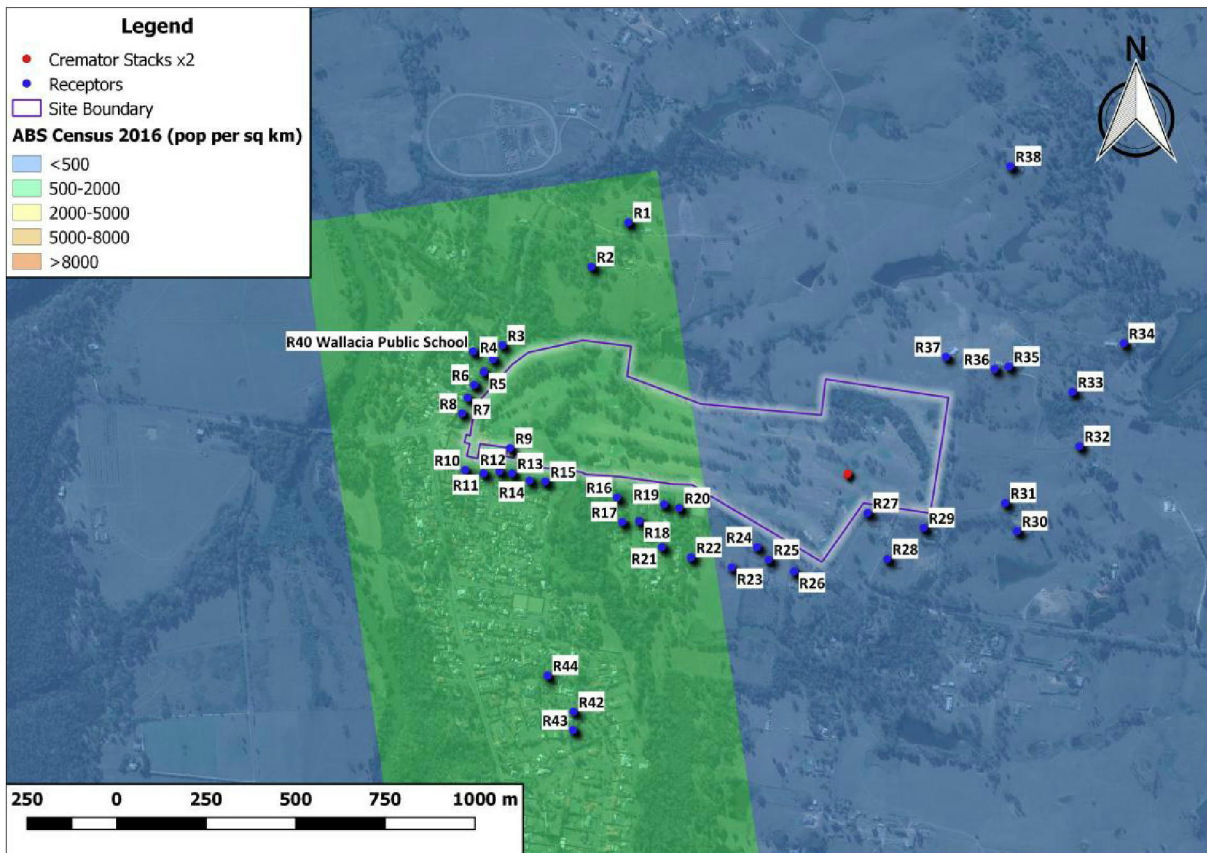 Legend
Cremator Stacks x2
Receptors
Site Boundary
ABS Census 2016 (pop per sq km)
<500
500-2000
2000-5000
5000-8000
>8000
N
R38
R1
R2
R34
R40 Wallacia Public School
R3
R4
R37
R36
R35
R6
R5
R33
R8
R7
R9
R32
R10
R12
R13
R15
R11
R14
R16
R19
R20
R27
R31
R17
R18
R29
R30
R21
R22
R24
R25
R28
R23
R26
R44
R42
R43
250 0 250 500 750 1000 m